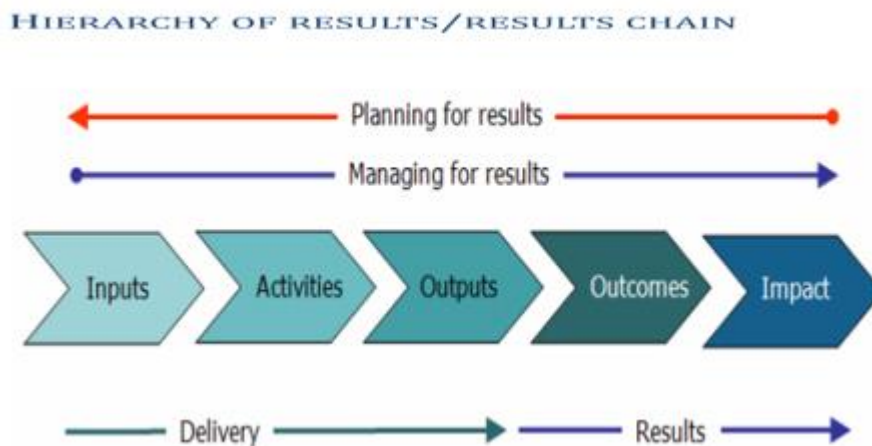 HIERARCHY OF RESULTS/RESULTS CHAIN
Planning for results
Managing for results
Inputs Activities Outputs Outcomes Impact
Delivery Results